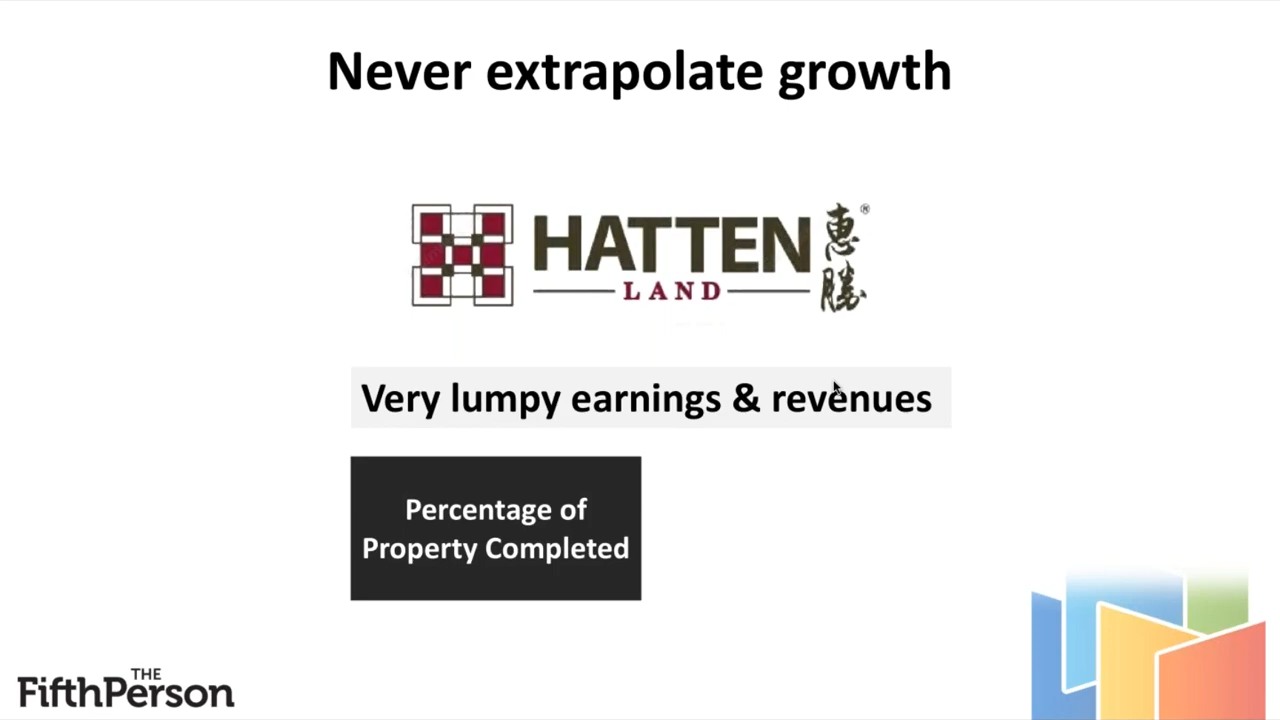 Never extrapolate growth
HATTEN 惠勝®
LAND
Very lumpy earnings & revenues
Percentage of
Property Completed
THE
FifthPerson